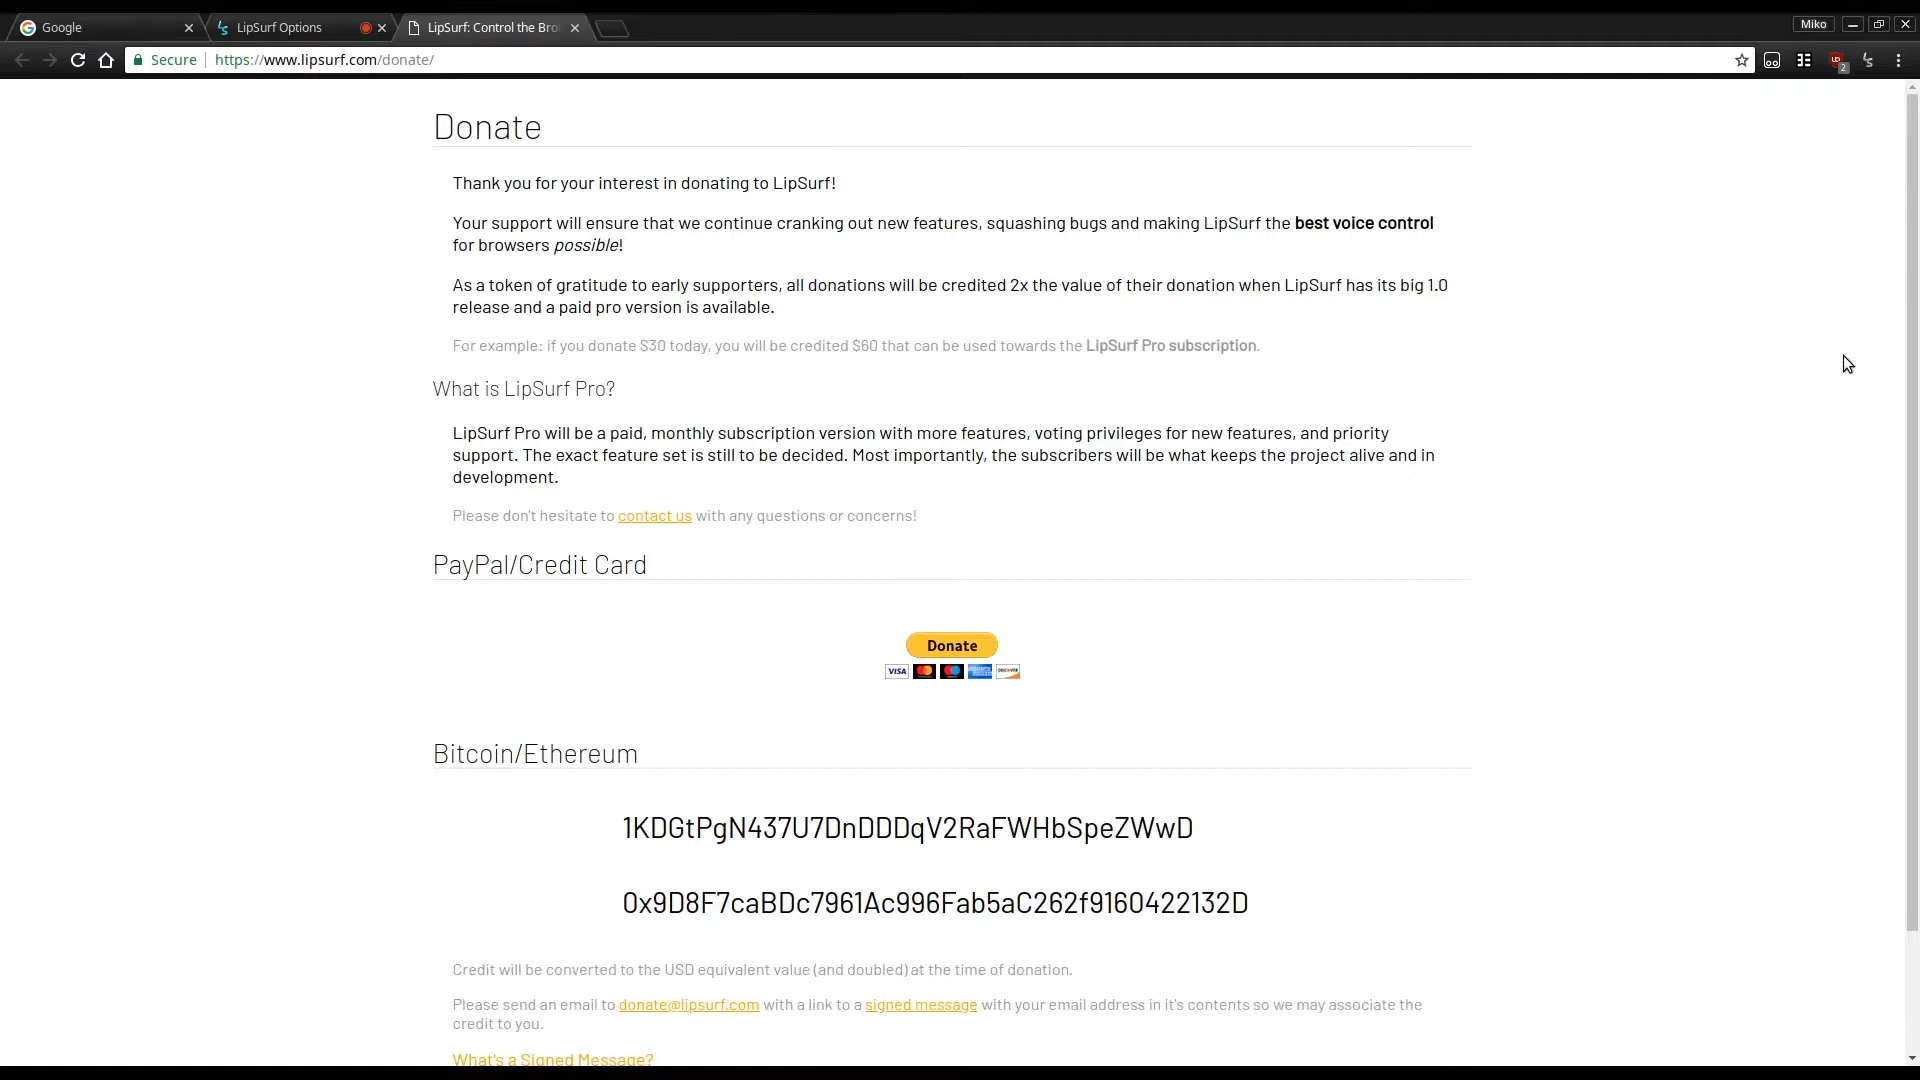 Google
LipSurf Options
LipSurf: Control the Bro
Miko
Secure
https://www.lipsurf.com/donate/
2
Donate
Thank you for your interest in donating to LipSurf!
Your support will ensure that we continue cranking out new features, squashing bugs and making LipSurf the best voice control
for browsers possible!
As a token of gratitude to early supporters, all donations will be credited 2x the value of their donation when LipSurf has its big 1.0
release and a paid pro version is available.
For example: if you donate $30 today, you will be credited $60 that can be used towards the LipSurf Pro subscription.
What is LipSurf Pro?
LipSurf Pro will be a paid, monthly subscription version with more features, voting privileges for new features, and priority
support. The exact feature set is still to be decided. Most importantly, the subscribers will be what keeps the project alive and in
development.
Please don't hesitate to contact us with any questions or concerns!
PayPal/Credit Card
Donate
VISA
DISCOVER
Bitcoin/Ethereum
1KDGtPgN437U7DnDDDqV2RaFWHbSpeZWwD
0x9D8F7caBDc7961Ac996Fab5aC262f9160422132D
Credit will be converted to the USD equivalent value (and doubled) at the time of donation.
Please send an email to donate@lipsurf.com with a link to a signed message with your email address in it's contents so we may associate the
credit to you.
What's a Signed Message?